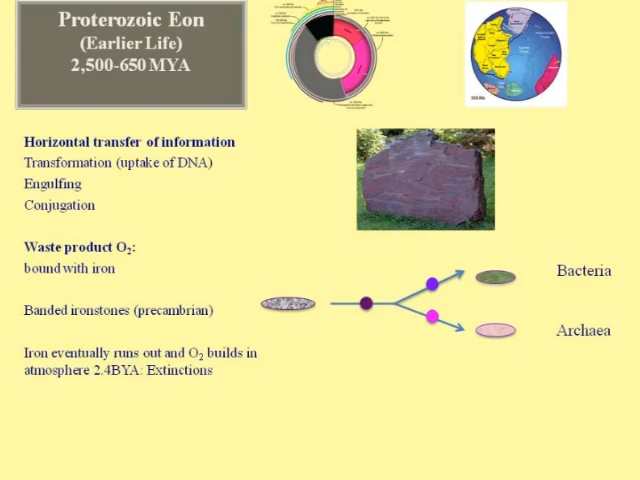 Proterozoic Eon
(Earlier Life)
2,500-650 MYA
Horizontal transfer of information
Transformation (uptake of DNA)
Engulfing
Conjugation
Waste product O₂:
bound with iron
Banded ironstones (precambrian)
Iron eventually runs out and O₂ builds in
atmosphere 2.4BYA: Extinctions
Bacteria
Archaea